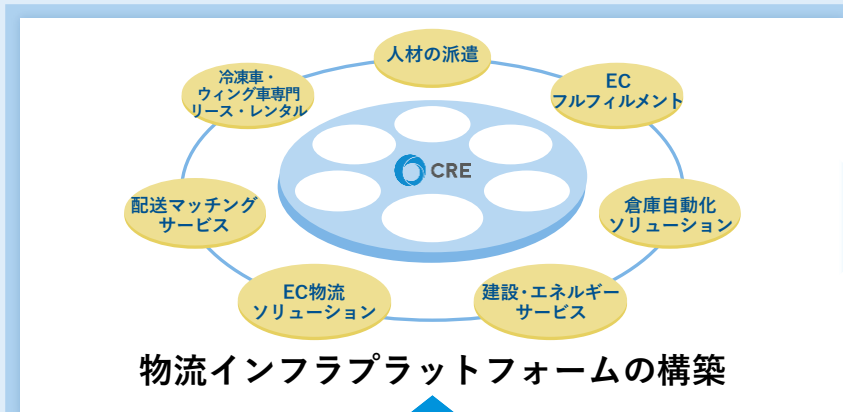 人材の派遣
冷凍車・
ウィング車専門
リース・レンタル
EC
フルフィルメント
CRE
配送マッチング
サービス
倉庫自動化
ソリューション
EC物流
ソリューション
建設・エネルギー
サービス
物流インフラプラットフォームの構築